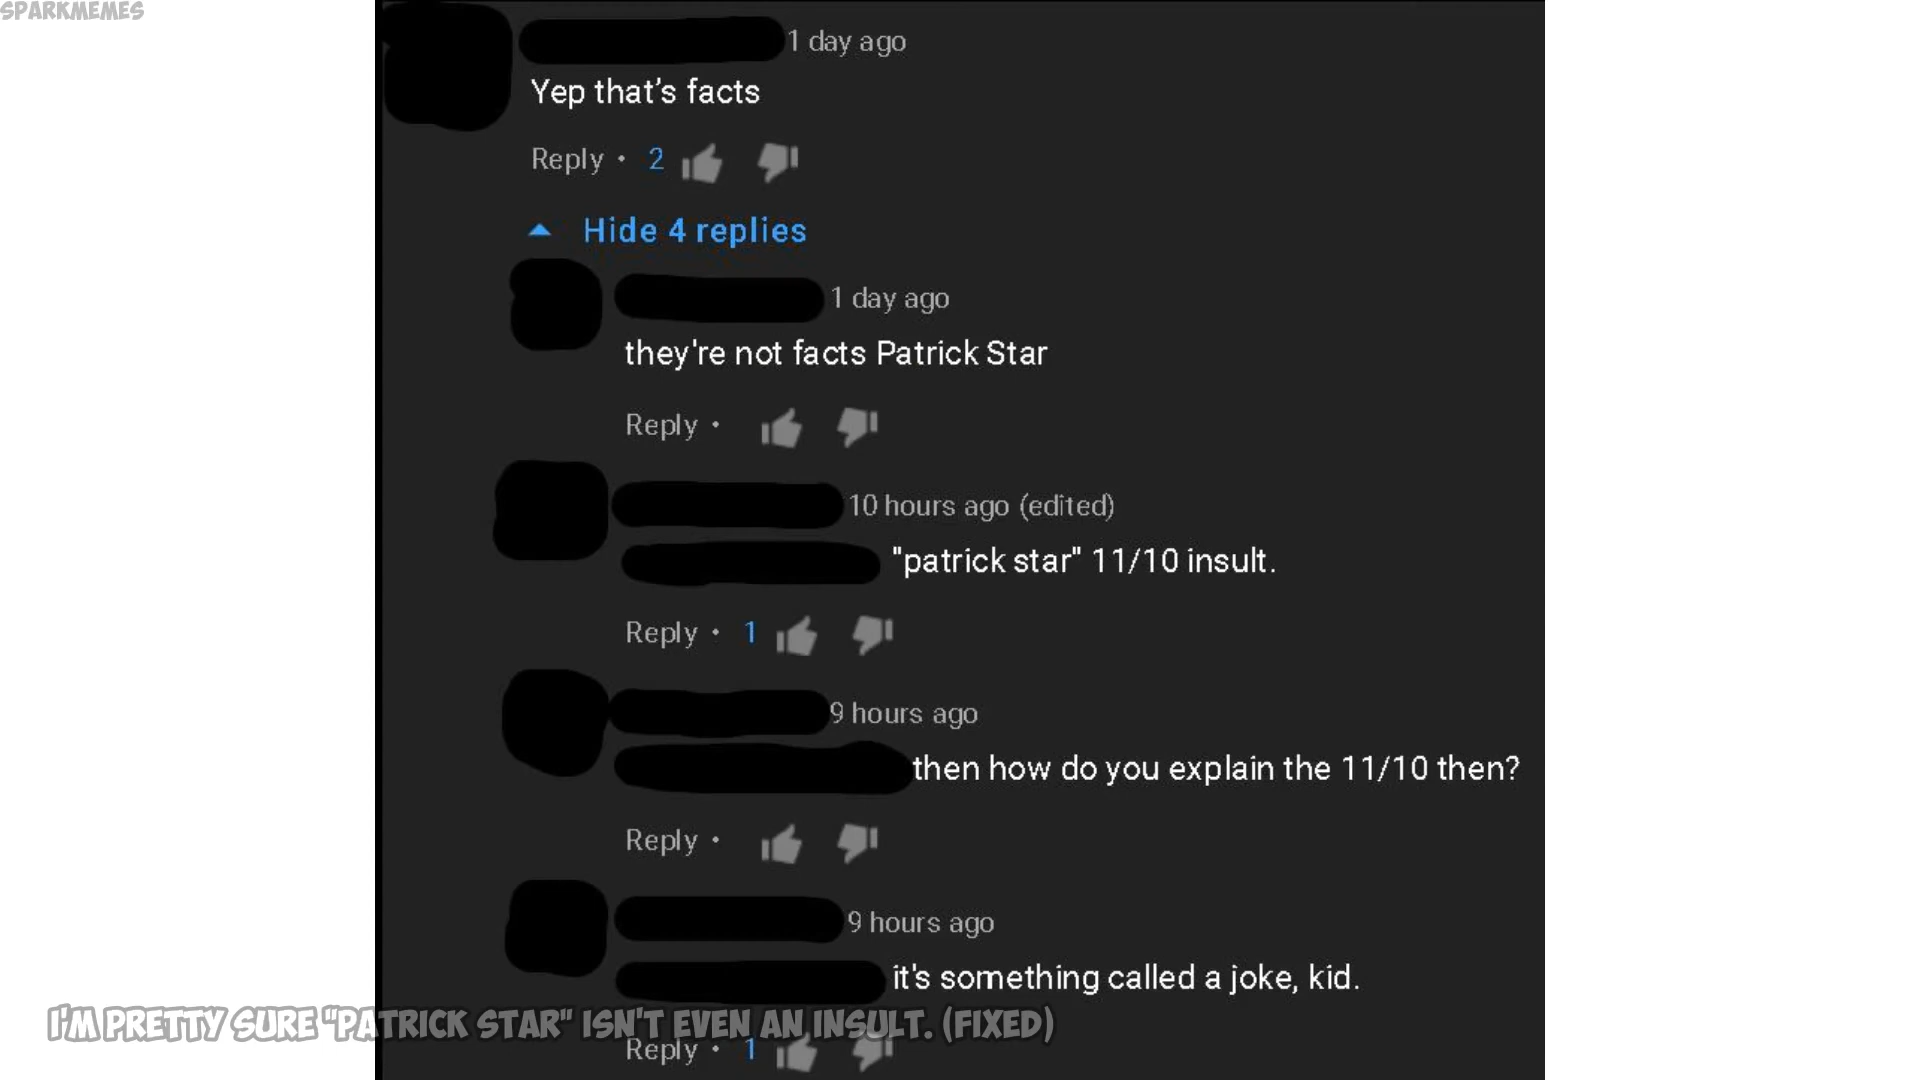 SPARKMEMES
1 day ago
Yep that's facts
Reply • 2
Hide 4 replies
1 day ago
they're not facts Patrick Star
Reply •
10 hours ago (edited)
"patrick star" 11/10 insult.
Reply • 1
9 hours ago
then how do you explain the 11/10 then?
Reply •
9 hours ago
it's something called a joke, kid.
I'M PRETTY SURE "PATRICK STAR" ISN'T EVEN AN INSULT. (FIXED)
Reply • 1